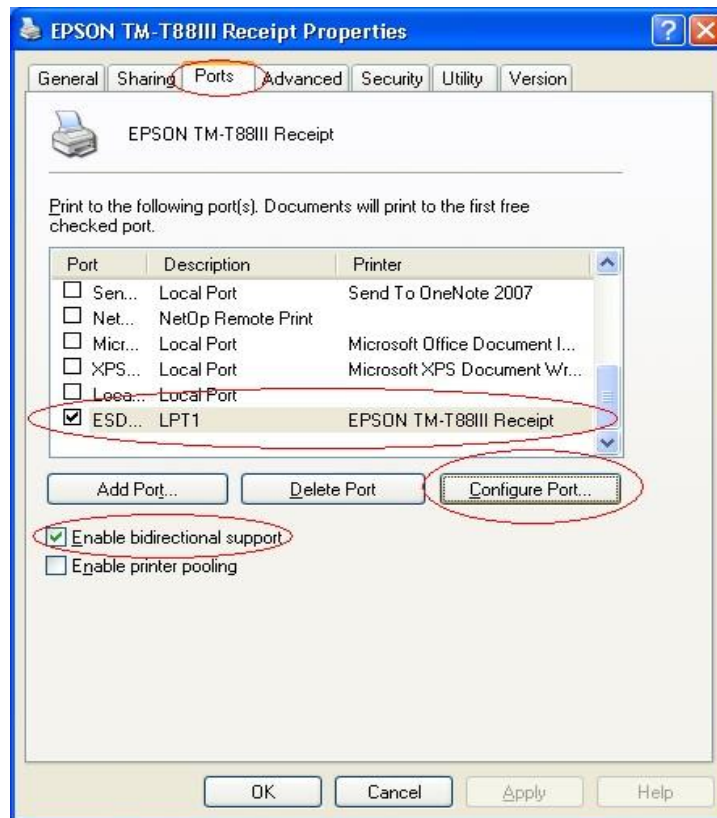 EPSON TM-T88III Receipt Properties
General Sharing Ports Advanced Security Utility Version
EPSON TM-T88III Receipt
Print to the following port(s). Documents will print to the first free
checked port.
Port Description Printer
Sen... Local Port Send To OneNote 2007
Net... NetOp Remote Print
Micr... Local Port Microsoft Office Document I...
XPS... Local Port Microsoft XPS Document Wr...
Loca... Local Port
ESD... LPT1 EPSON TM-T88III Receipt
Add Port... Delete Port Configure Port...
Enable bidirectional support
Enable printer pooling
OK Cancel Apply Help